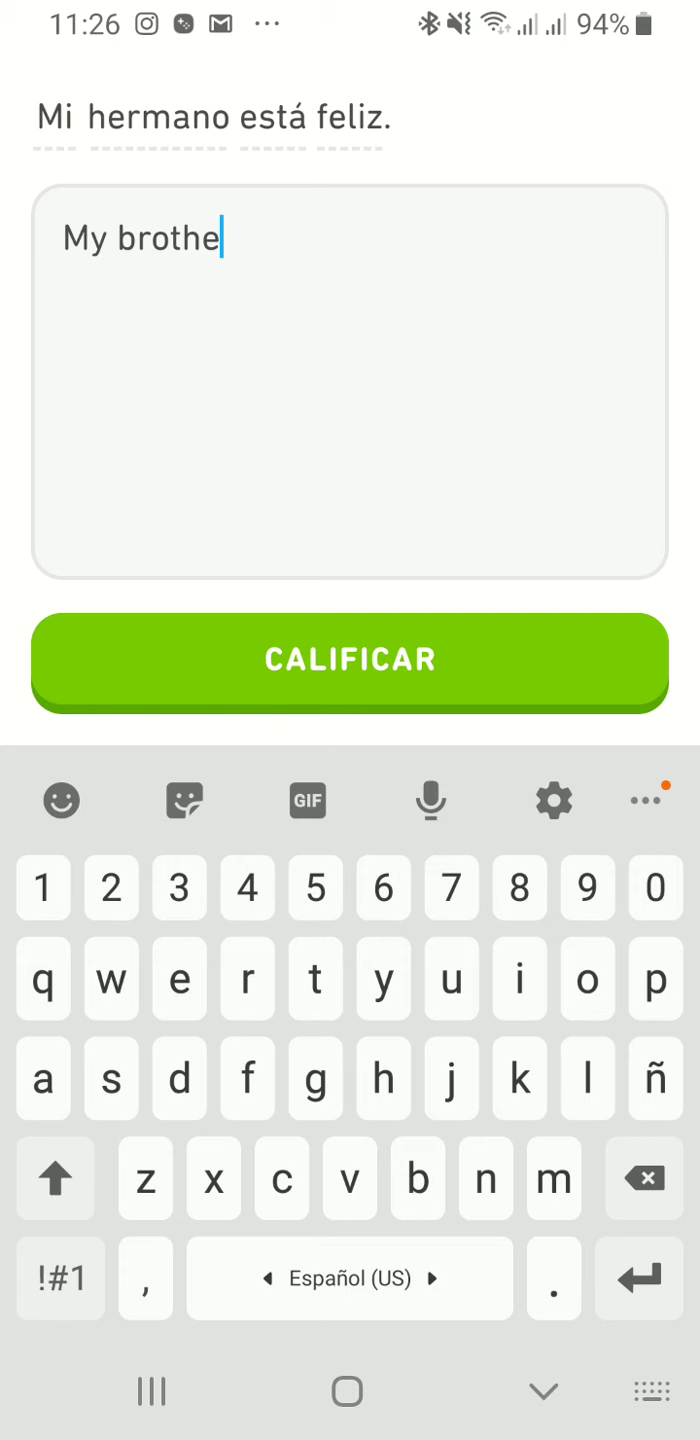 11:26 94%
Mi hermano está feliz.
My brothe
CALIFICAR
GIF
1 2 3 4 5 6 7 8 9 0
q w e r t y u i o p
a s d f g h j k l ñ
z x c v b n m
!#1 , Español (US) .